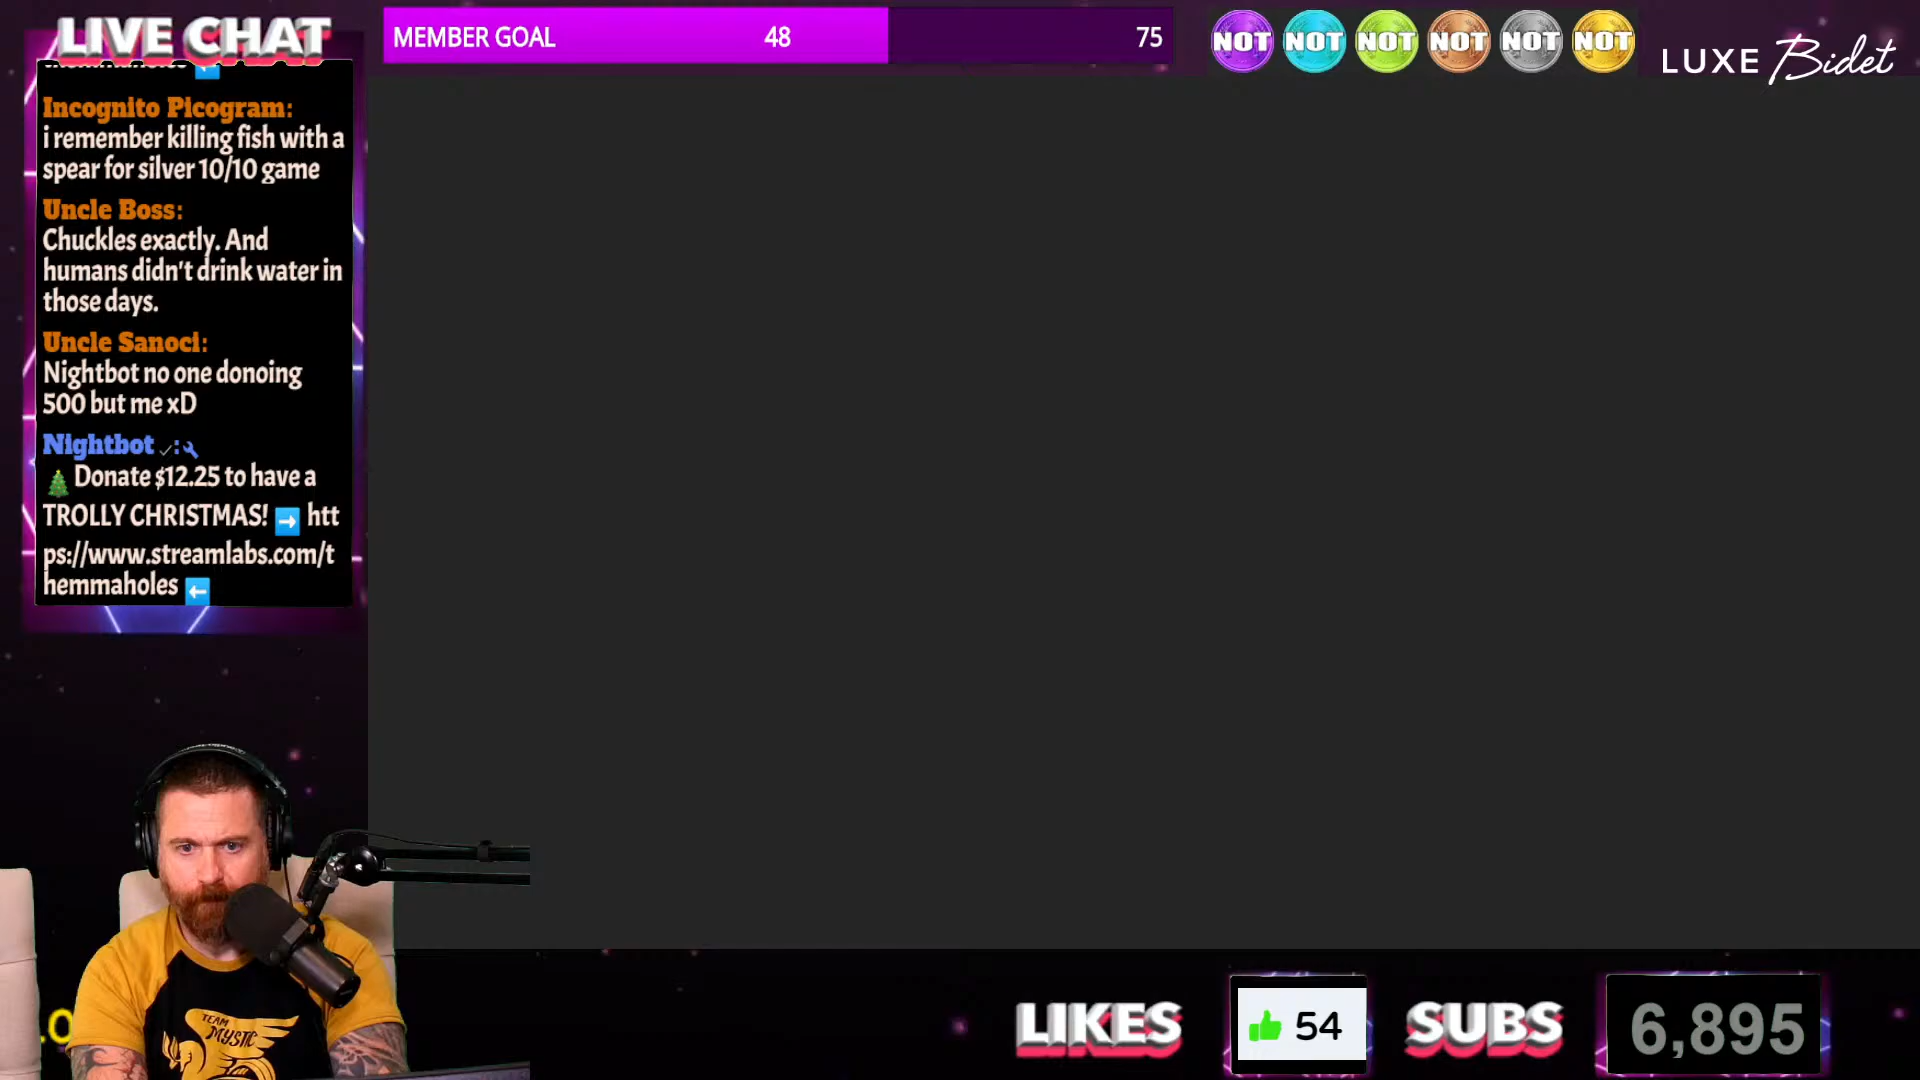 LIVE CHAT
MEMBER GOAL 48 75
NOT NOT NOT NOT NOT NOT
LUXE Bidet
Incognito Picogram:
i remember killing fish with a
spear for silver 10/10 game
Uncle Boss:
Chuckles exactly. And
humans didn't drink water in
those days.
Uncle Sanoci:
Nightbot no one donoing
500 but me xD
Nightbot ✓:
🎄 Donate $12.25 to have a
TROLLY CHRISTMAS! ➡️ htt
ps://www.streamlabs.com/t
hemmaholes ⬅️
TEAM
MYSTIC
LIKES 54 SUBS 6,895